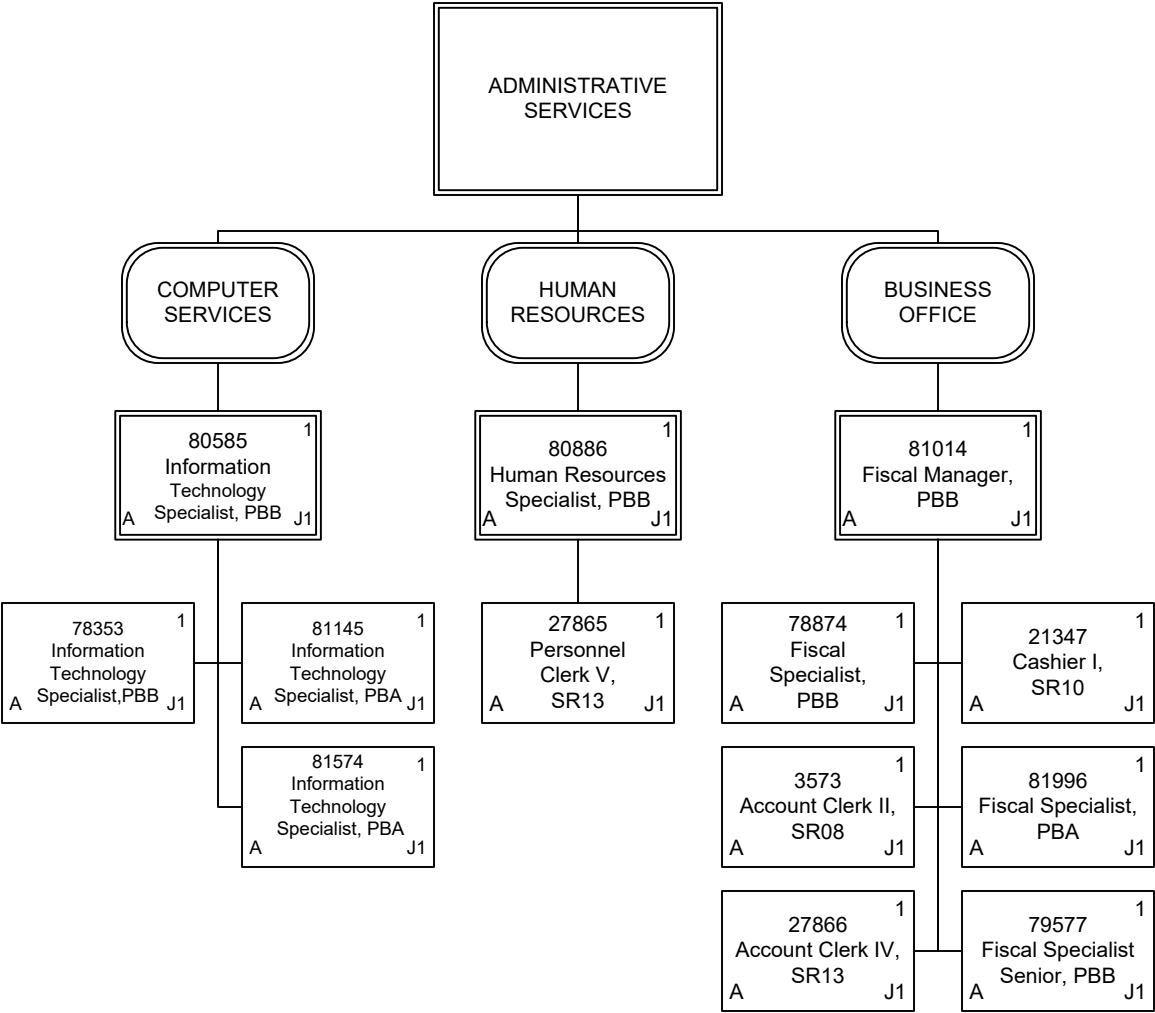 ADMINISTRATIVE
SERVICES
COMPUTER
SERVICES
HUMAN
RESOURCES
BUSINESS
OFFICE
1
80585
Information
Technology
Specialist, PBB
A J1
1
80886
Human Resources
Specialist, PBB
A J1
1
81014
Fiscal Manager,
PBB
A J1
1
78353
Information
Technology
Specialist,PBB
A J1
1
81145
Information
Technology
Specialist, PBA
A J1
1
81574
Information
Technology
Specialist, PBA
A J1
27865 1
Personnel
Clerk V,
SR13
A J1
78874 1
Fiscal
Specialist,
PBB
A J1
1
21347
Cashier I,
SR10
A J1
1
3573
Account Clerk II,
SR08
A J1
1
81996
Fiscal Specialist,
PBA
A J1
1
27866
Account Clerk IV,
SR13
A J1
1
79577
Fiscal Specialist
Senior, PBB
A J1